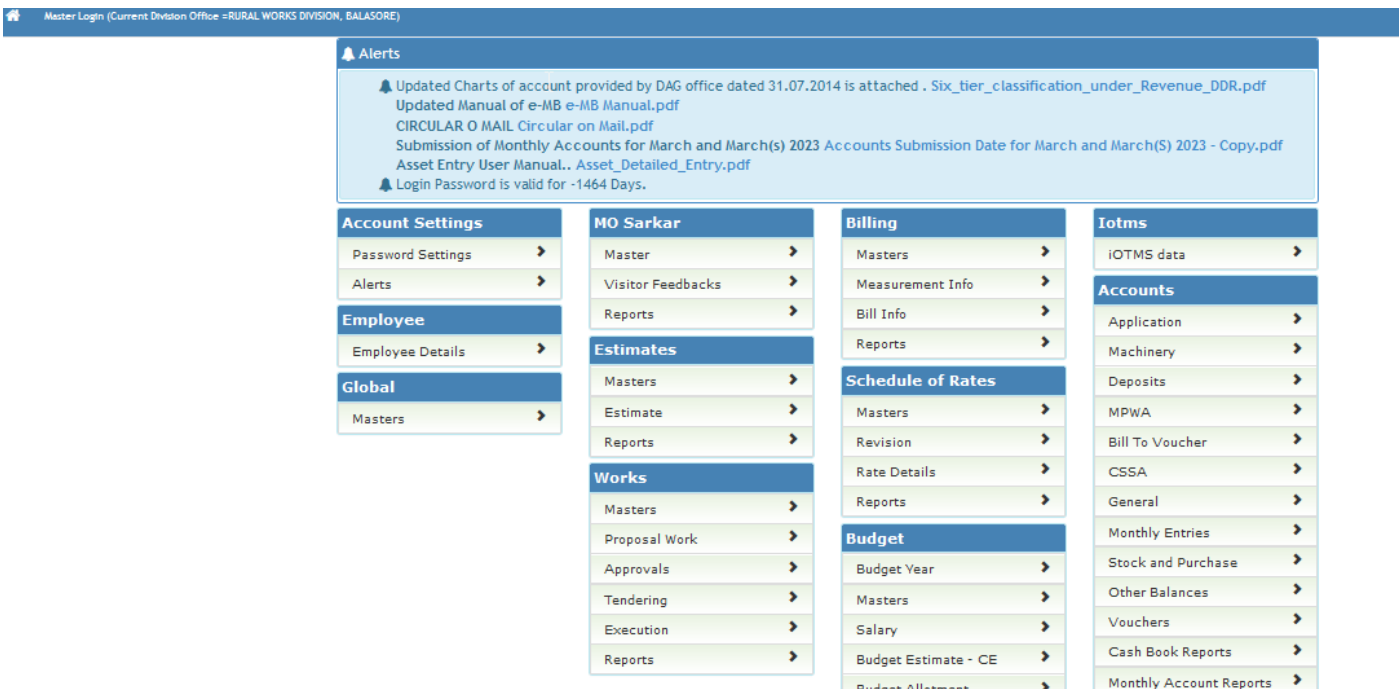 Master Login (Current Division Office =RURAL WORKS DIVISION, BALASORE)
Alerts
Updated Charts of account provided by DAG office dated 31.07.2014 is attached . Six_tier_classification_under_Revenue_DDR.pdf
Updated Manual of e-MB e-MB Manual.pdf
CIRCULAR O MAIL Circular on Mail.pdf
Submission of Monthly Accounts for March and March(s) 2023 Accounts Submission Date for March and March(S) 2023 - Copy.pdf
Asset Entry User Manual.. Asset_Detailed_Entry.pdf
Login Password is valid for -1464 Days.
Account Settings
Password Settings
Alerts
Employee
Employee Details
Global
Masters
MO Sarkar
Master
Visitor Feedbacks
Reports
Estimates
Masters
Estimate
Reports
Works
Masters
Proposal Work
Approvals
Tendering
Execution
Reports
Billing
Masters
Measurement Info
Bill Info
Reports
Schedule of Rates
Masters
Revision
Rate Details
Reports
Budget
Budget Year
Masters
Salary
Budget Estimate - CE
Budget Allotment
Iotms
iOTMS data
Accounts
Application
Machinery
Deposits
MPWA
Bill To Voucher
CSSA
General
Monthly Entries
Stock and Purchase
Other Balances
Vouchers
Cash Book Reports
Monthly Account Reports